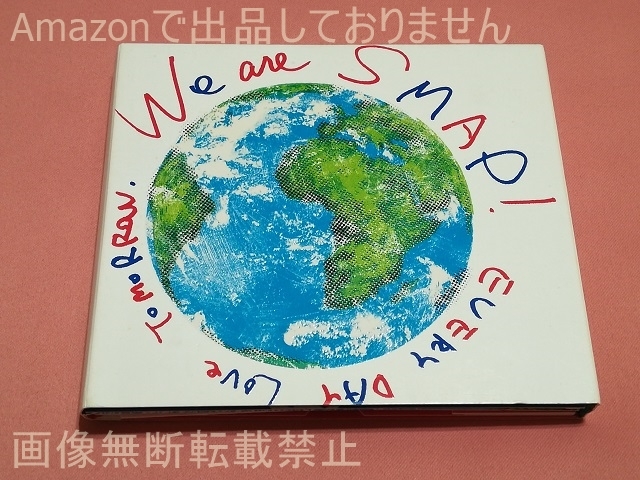 Amazonで出品しておりません
We are SMAP!
EVERY DAY LOVE TOMORROW.
画像無断転載禁止